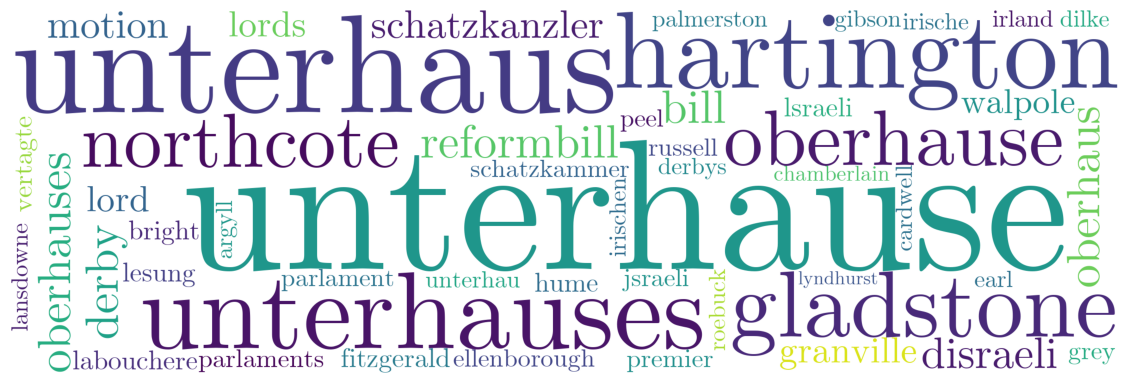 motion
lords
schatzkanzler
palmerston
gibson
irische
irland
dilke
unterhaus
hartington
bill
lsraeli
walpole
peel
vertagte
northcote
reformbill
russell
oberhause
oberhaus
schatzkammer
derbys
chamberlain
oberhauses
lord
unterhause
irischen
cardwell
argyll
bright
derby
lansdowne
lesung
parlament
unterhau
hume
jsraeli
lyndhurst
earl
unterhauses
roebuck
gladstone
labouchere
parlaments
fitzgerald
ellenborough
premier
granville
disraeli
grey